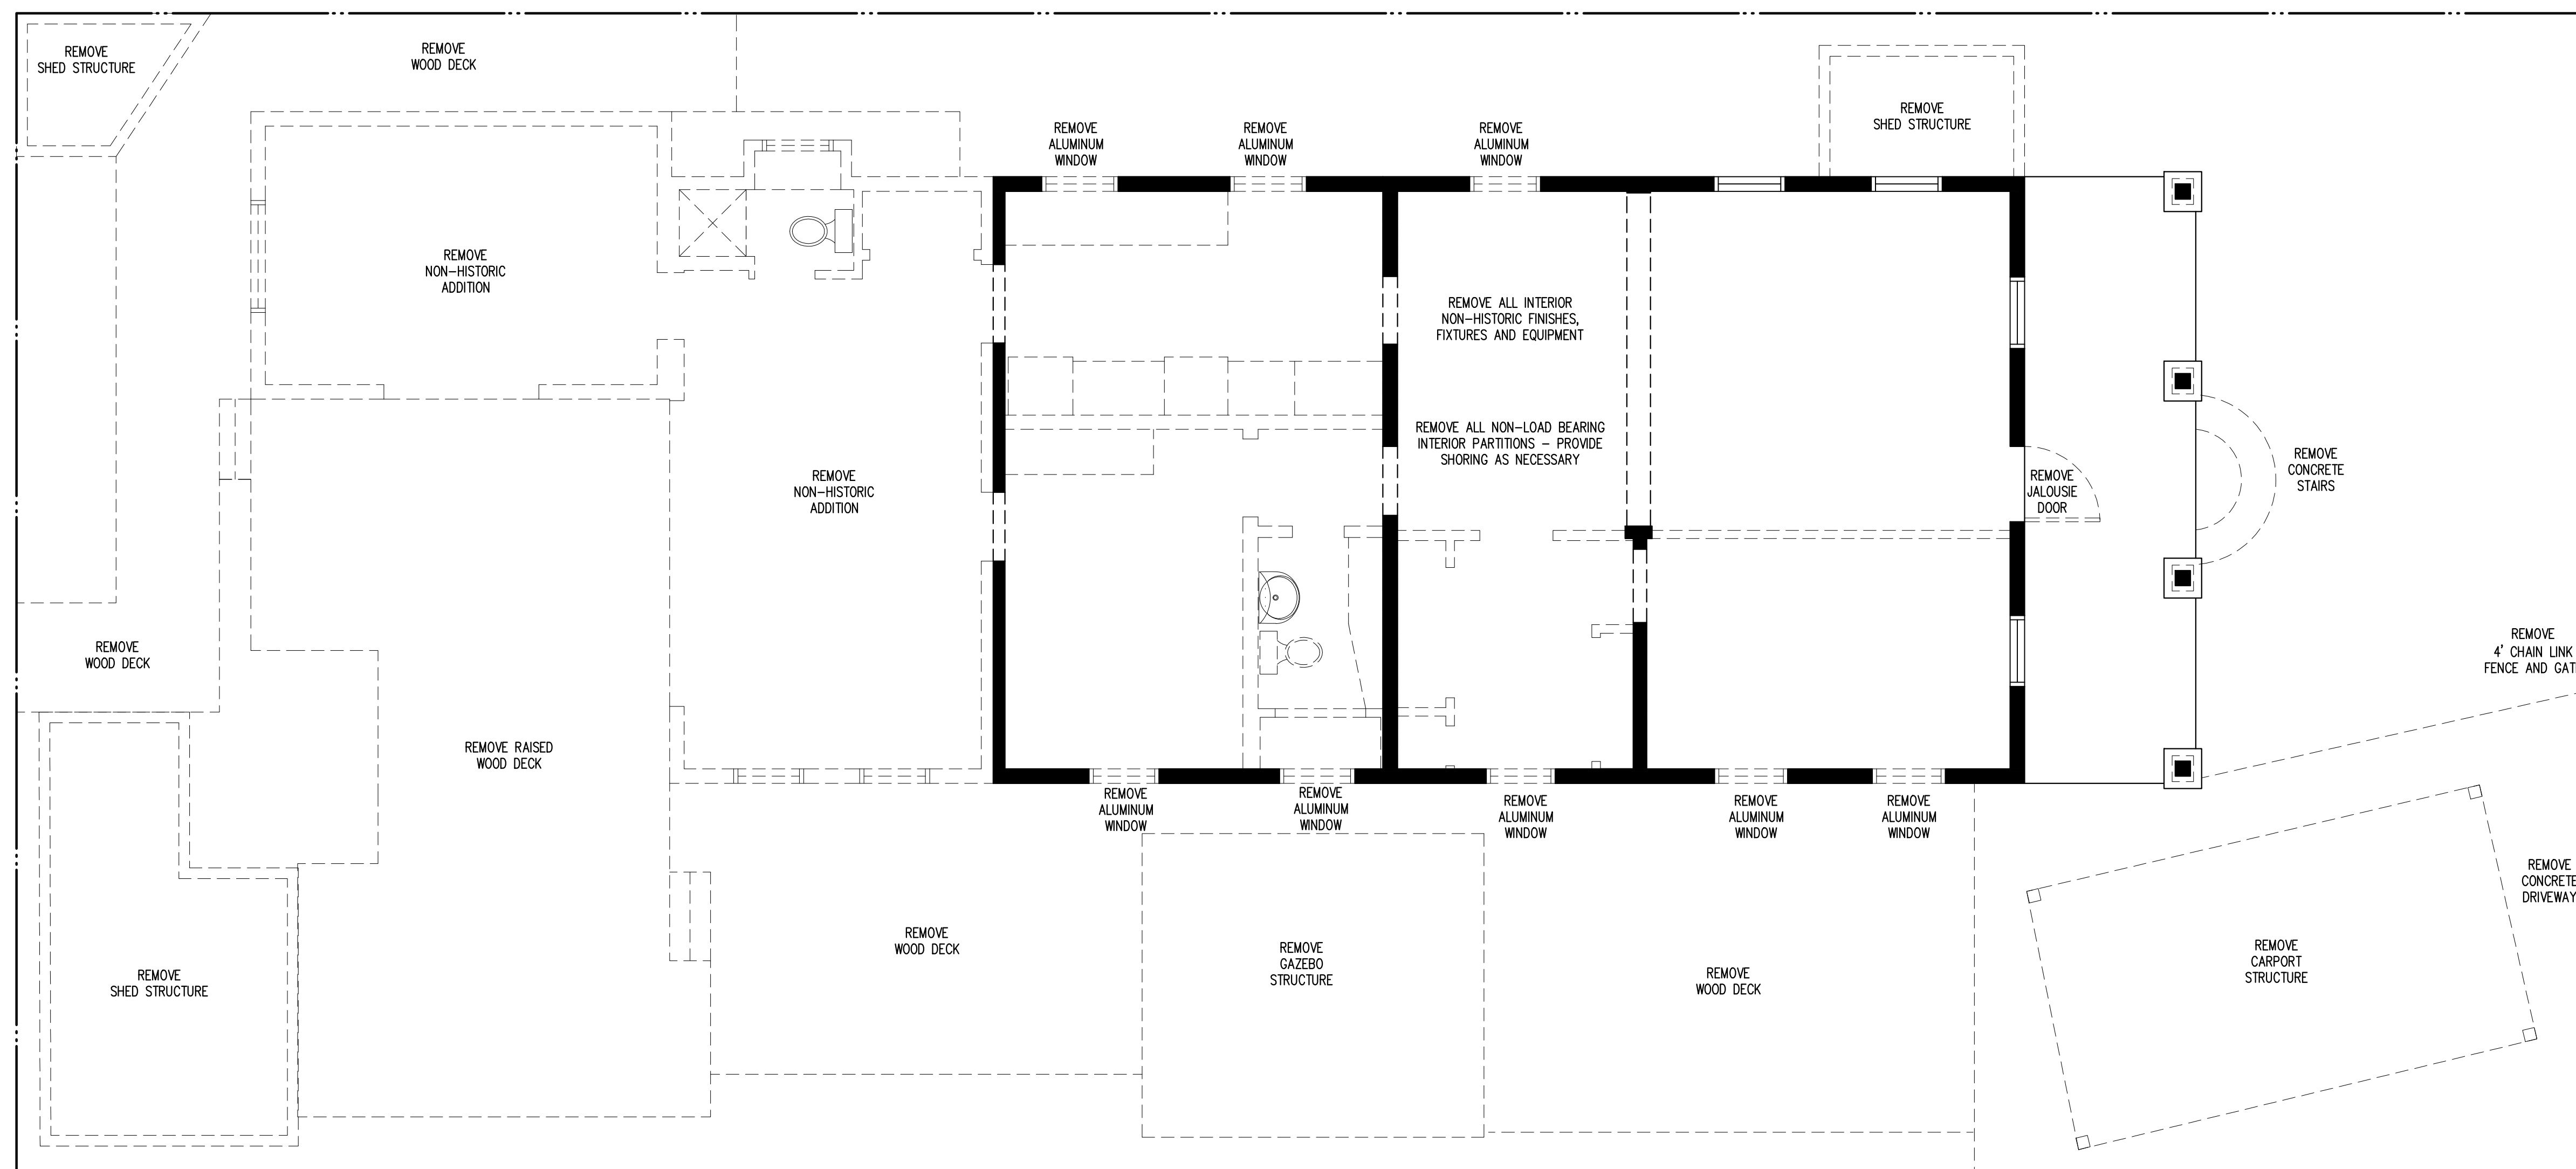 REMOVE
SHED STRUCTURE
REMOVE
WOOD DECK
REMOVE
ALUMINUM
WINDOW
REMOVE
ALUMINUM
WINDOW
REMOVE
ALUMINUM
WINDOW
REMOVE
SHED STRUCTURE
REMOVE
NON-HISTORIC
ADDITION
REMOVE ALL INTERIOR
NON-HISTORIC FINISHES,
FIXTURES AND EQUIPMENT
REMOVE ALL NON-LOAD BEARING
INTERIOR PARTITIONS – PROVIDE
SHORING AS NECESSARY
REMOVE
NON-HISTORIC
ADDITION
REMOVE
JALOUSIE
DOOR
REMOVE
CONCRETE
STAIRS
REMOVE
WOOD DECK
REMOVE
4' CHAIN LINK
FENCE AND GAT
REMOVE RAISED
WOOD DECK
REMOVE
ALUMINUM
WINDOW
REMOVE
ALUMINUM
WINDOW
REMOVE
ALUMINUM
WINDOW
REMOVE
ALUMINUM
WINDOW
REMOVE
ALUMINUM
WINDOW
REMOVE
CONCRETE
DRIVEWAY
REMOVE
SHED STRUCTURE
REMOVE
WOOD DECK
REMOVE
GAZEBO
STRUCTURE
REMOVE
WOOD DECK
REMOVE
CARPORT
STRUCTURE